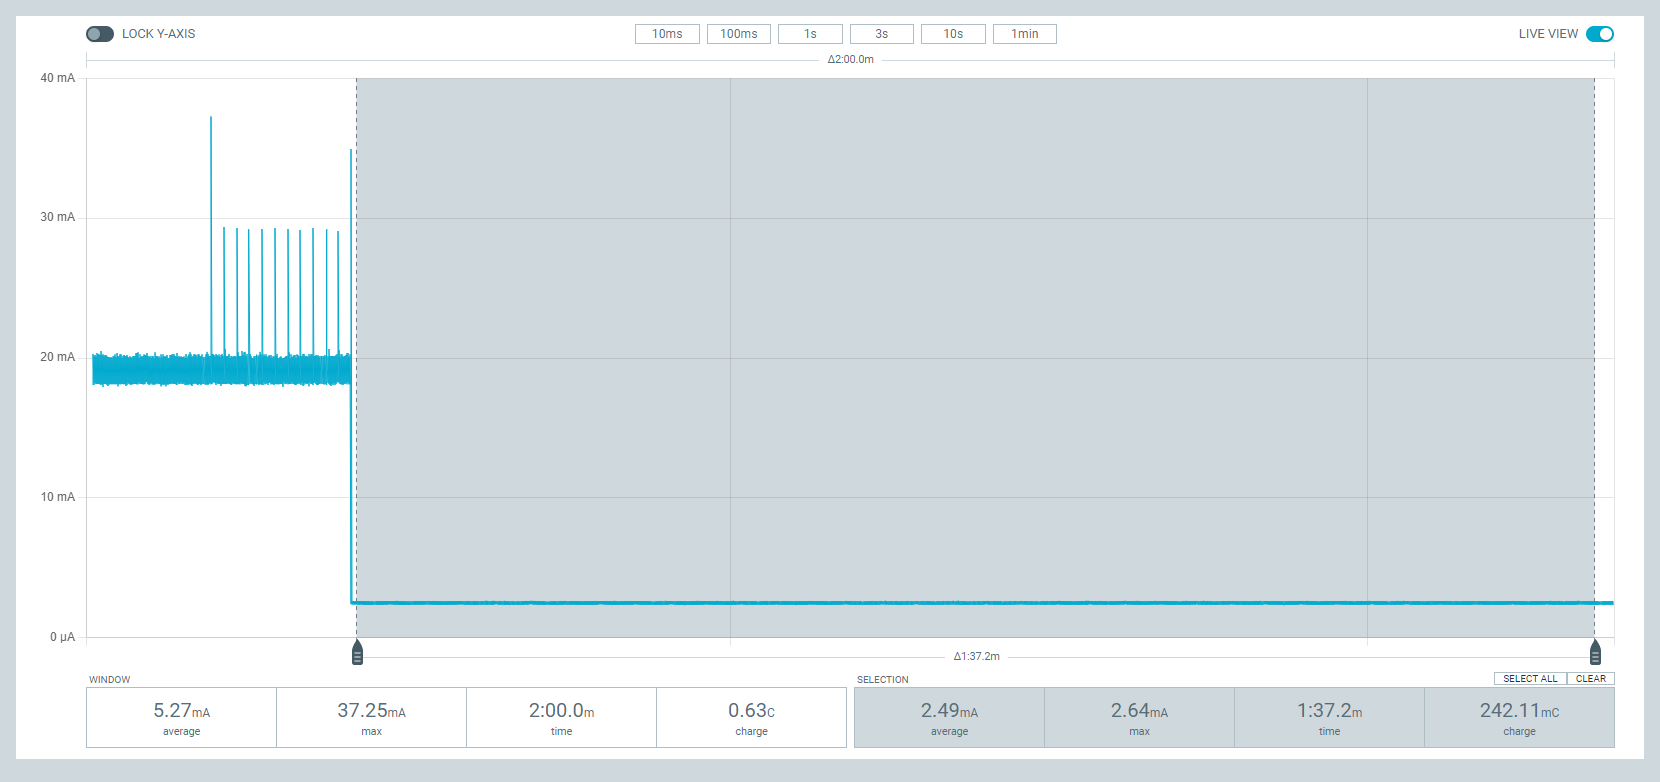 LOCK Y-AXIS
10ms 100ms 1s 3s 10s 1min
LIVE VIEW
Δ2:00.0m
40 mA
30 mA
20 mA
10 mA
0 µA
Δ1:37.2m
WINDOW
5.27mA 37.25mA 2:00.0m 0.63C
average max time charge
SELECTION
SELECT ALL CLEAR
2.49mA 2.64mA 1:37.2m 242.11mC
average max time charge